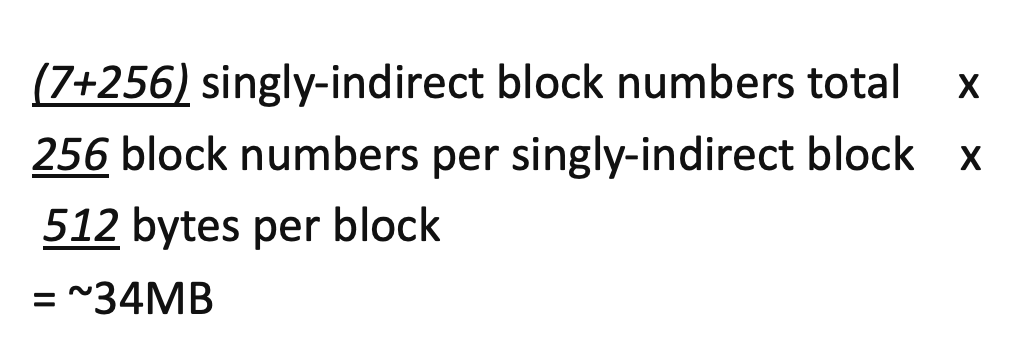 (7+256) singly-indirect block numbers total x
256 block numbers per singly-indirect block x
512 bytes per block
= ~34MB